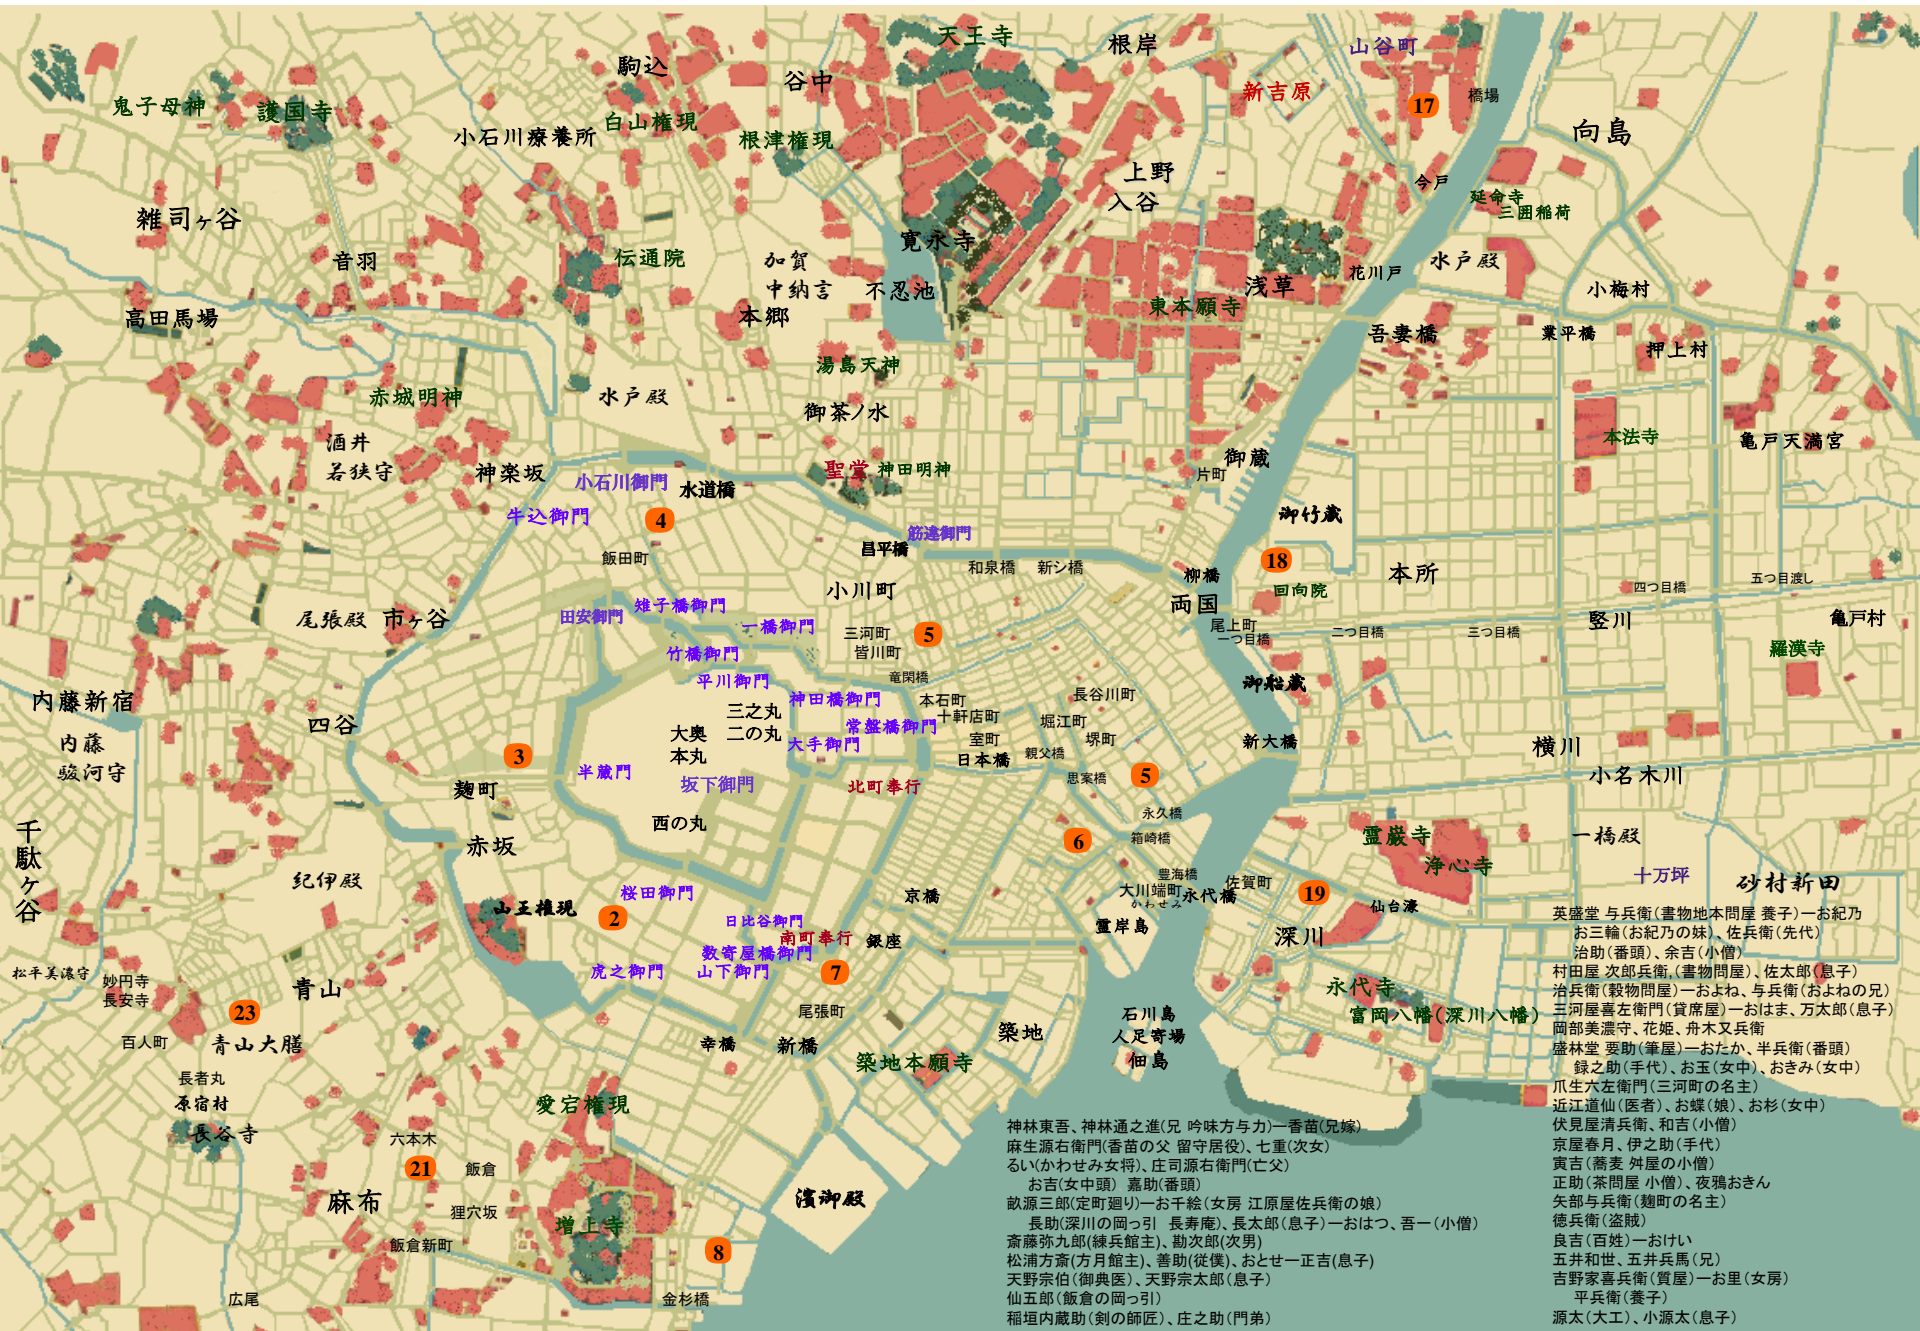 天王寺
根岸
山谷町
駒込
谷中
新吉原
17
橋場
鬼子母神
護国寺
白山権現
小石川療養所
根津権現
向島
上野
入谷
今戸
延命寺
三囲稲荷
雑司ヶ谷
音羽
伝通院
加賀
中納言
寛永寺
不忍池
本郷
浅草
花川戸
水戸殿
小梅村
東本願寺
高田馬場
吾妻橋
業平橋
押上村
湯島天神
赤城明神
水戸殿
御茶ノ水
酒井
若狭守
神楽坂
本法寺
亀戸天満宮
聖堂
神田明神
御蔵
片町
小石川御門
水道橋
牛込御門
4
御竹蔵
筋違御門
昌平橋
飯田町
和泉橋
新シ橋
18
柳橋
両国
回向院
本所
四つ目橋
五つ目渡し
小川町
尾張殿
市ヶ谷
田安御門
雉子橋御門
一橋御門
三河町
5
皆川町
尾上町
一つ目橋
二つ目橋
三つ目橋
竪川
亀戸村
羅漢寺
竹橋御門
平川御門
竜閑橋
御船蔵
内藤新宿
神田橋御門
本石町
長谷川町
四谷
三之丸
二の丸
大奥
本丸
常盤橋御門
大手御門
十軒店町
堀江町
室町
堺町
新大橋
内藤
駿河守
3
半蔵門
日本橋
親父橋
横川
麹町
坂下御門
北町奉行
思案橋
5
小名木川
西の丸
永久橋
千駄ヶ谷
赤坂
6
箱崎橋
霊巌寺
浄心寺
一橋殿
紀伊殿
桜田御門
京橋
豊海橋
大川端町
かわせみ
永代橋
佐賀町
19
十万坪
砂村新田
山王権現
2
日比谷御門
南町奉行
銀座
霊岸島
深川
仙台濠
数寄屋橋御門
虎之御門
山下御門
7
松平美濃守
妙円寺
長安寺
青山
23
永代寺
富岡八幡(深川八幡)
尾張町
石川島
人足寄場
佃島
百人町
青山大膳
幸橋
新橋
築地
築地本願寺
長者丸
原宿村
長谷寺
愛宕権現
六本木
21
飯倉
麻布
狸穴坂
増上寺
濱御殿
飯倉新町
8
広尾
金杉橋
神林東吾、神林通之進(兄 吟味方与力)ー香苗(兄嫁)
麻生源右衛門(香苗の父 留守居役)、七重(次女)
るい(かわせみ女将)、庄司源右衛門(亡父)
お吉(女中頭) 嘉助(番頭)
畝源三郎(定町廻り)ーお千絵(女房 江原屋佐兵衛の娘)
長助(深川の岡っ引 長寿庵)、長太郎(息子)ーおはつ、吾一(小僧)
斎藤弥九郎(練兵館主)、勘次郎(次男)
松浦方斎(方月館主)、善助(従僕)、おとせー正吉(息子)
天野宗伯(御典医)、天野宗太郎(息子)
仙五郎(飯倉の岡っ引)
稲垣内蔵助(剣の師匠)、庄之助(門弟)
英盛堂 与兵衛(書物地本問屋 養子)ーお紀乃
お三輪(お紀乃の妹)、佐兵衛(先代)
治助(番頭)、余吉(小僧)
村田屋 次郎兵衛,(書物問屋)、佐太郎(息子)
治兵衛(穀物問屋)ーおよね、与兵衛(およねの兄)
三河屋喜左衛門(貸席屋)ーおはま、万太郎(息子)
岡部美濃守、花姫、舟木又兵衛
盛林堂 要助(筆屋)ーおたか、半兵衛(番頭)
録之助(手代)、お玉(女中)、おきみ(女中)
爪生六左衛門(三河町の名主)
近江道仙(医者)、お蝶(娘)、お杉(女中)
伏見屋清兵衛、和吉(小僧)
京屋春月、伊之助(手代)
寅吉(蕎麦 舛屋の小僧)
正助(茶問屋 小僧)、夜鴉おきん
矢部与兵衛(麹町の名主)
徳兵衛(盗賊)
良吉(百姓)ーおけい
五井和世、五井兵馬(兄)
吉野家喜兵衛(質屋)ーお里(女房)
平兵衛(養子)
源太(大工)、小源太(息子)